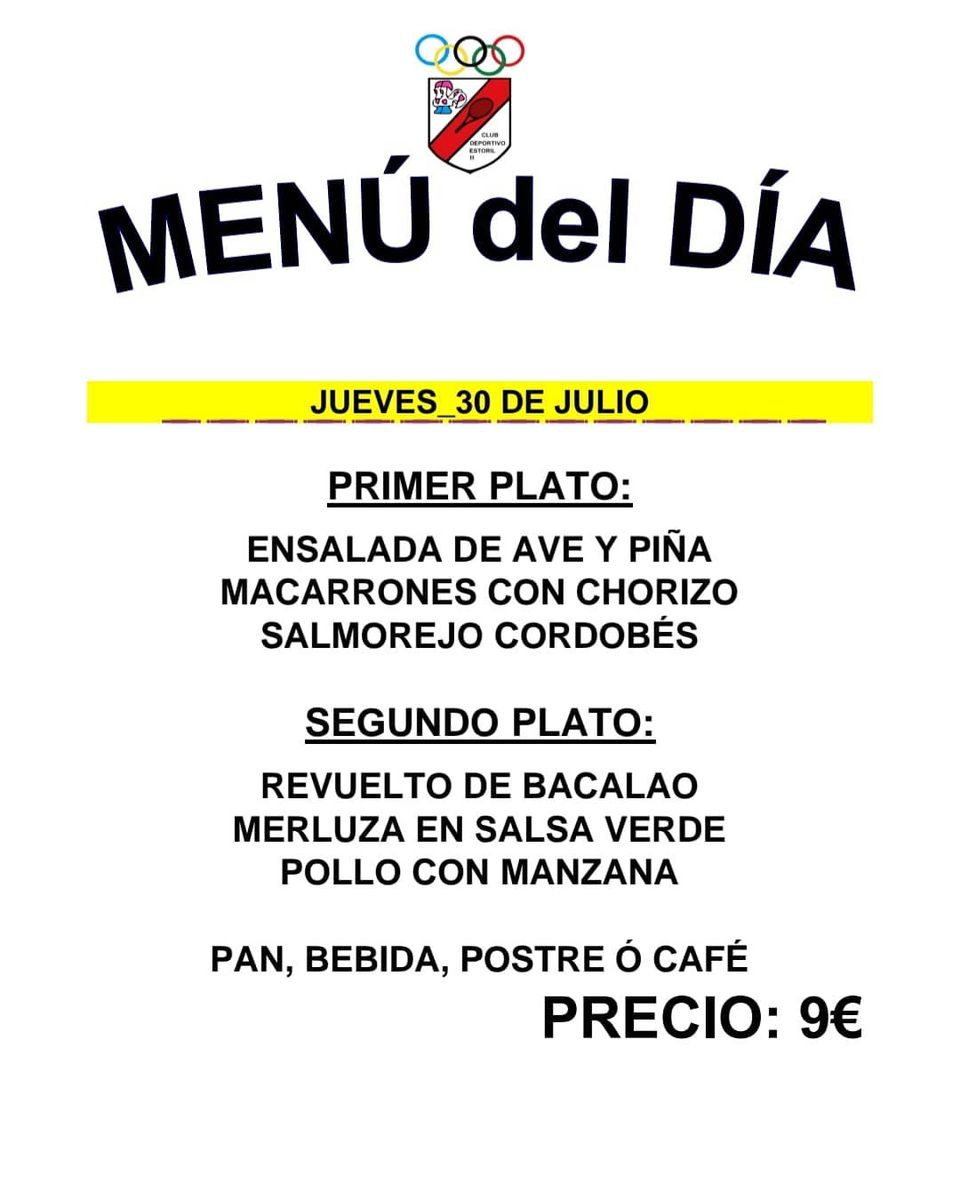 CLUB
DEPORTIVO
ESTORIL
II
MENÚ del DÍA
JUEVES_30 DE JULIO
PRIMER PLATO:
ENSALADA DE AVE Y PIÑA
MACARRONES CON CHORIZO
SALMOREJO CORDOBÉS
SEGUNDO PLATO:
REVUELTO DE BACALAO
MERLUZA EN SALSA VERDE
POLLO CON MANZANA
PAN, BEBIDA, POSTRE Ó CAFÉ
PRECIO: 9€